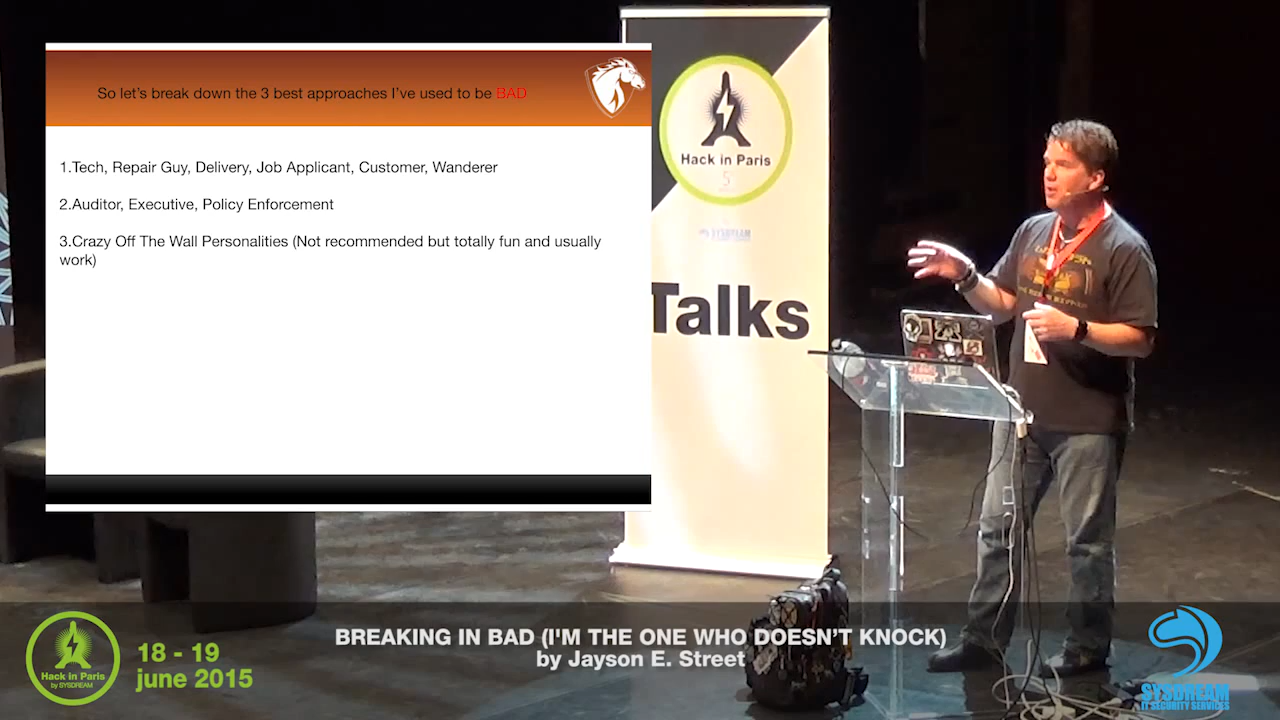 So let's break down the 3 best approaches I've used to be BAD
1.Tech, Repair Guy, Delivery, Job Applicant, Customer, Wanderer
2.Auditor, Executive, Policy Enforcement
3.Crazy Off The Wall Personalities (Not recommended but totally fun and usually
work)
Hack in Paris
SYSDREAM
Talks
BREAKING IN BAD (I'M THE ONE WHO DOESN'T KNOCK)
by Jayson E. Street
Hack in Paris
by SYSDREAM
18 - 19
june 2015
SYSDREAM
IT SECURITY SERVICES